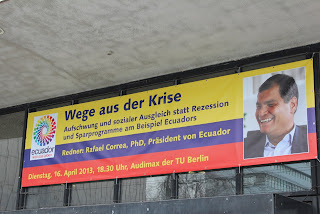 Wege aus der Krise
Aufschwung und sozialer Ausgleich statt Rezession
und Sparprogramme am Beispiel Ecuadors
Redner: Rafael Correa, PhD, Präsident von Ecuador
ecuador
Dienstag, 16. April 2013, 18.30 Uhr, Audimax der TU Berlin